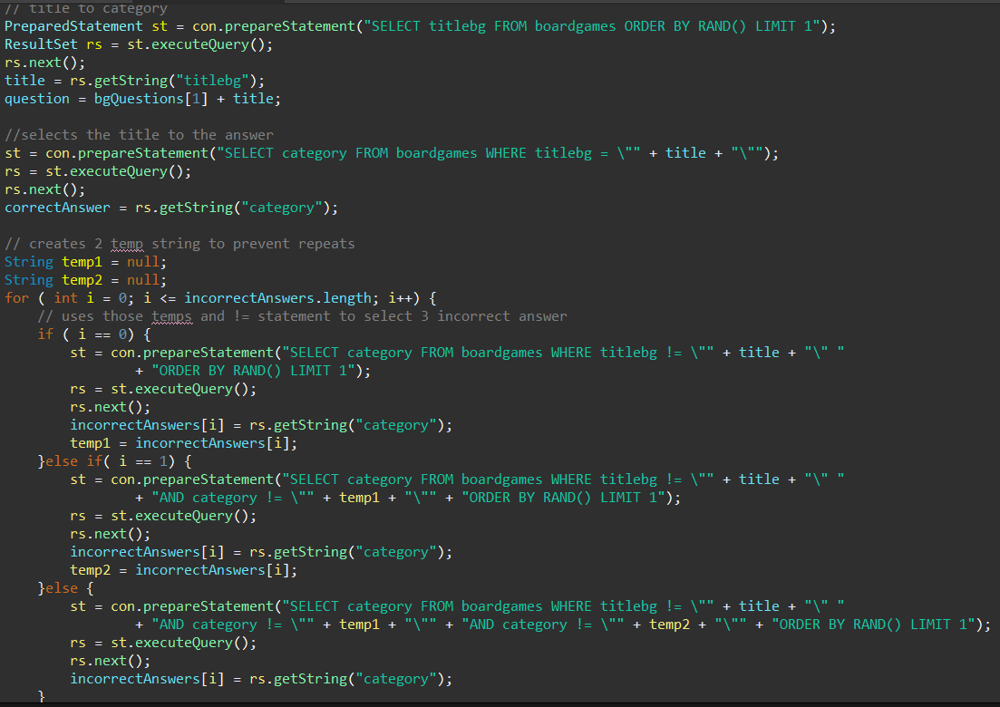 // title to category
PreparedStatement st = con.prepareStatement("SELECT titlebg FROM boardgames ORDER BY RAND() LIMIT 1");
ResultSet rs = st.executeQuery();
rs.next();
title = rs.getString("titlebg");
question = bgQuestions[1] + title;

//selects the title to the answer
st = con.prepareStatement("SELECT category FROM boardgames WHERE titlebg = \"" + title + "\"");
rs = st.executeQuery();
rs.next();
correctAnswer = rs.getString("category");

// creates 2 temp string to prevent repeats
String temp1 = null;
String temp2 = null;
for ( int i = 0; i <= incorrectAnswers.length; i++) {
    // uses those temps and != statement to select 3 incorrect answer
    if ( i == 0) {
        st = con.prepareStatement("SELECT category FROM boardgames WHERE titlebg != \"" + title + "\" "
                + "ORDER BY RAND() LIMIT 1");
        rs = st.executeQuery();
        rs.next();
        incorrectAnswers[i] = rs.getString("category");
        temp1 = incorrectAnswers[i];
    }else if( i == 1) {
        st = con.prepareStatement("SELECT category FROM boardgames WHERE titlebg != \"" + title + "\" "
                + "AND category != \"" + temp1 + "\"" + "ORDER BY RAND() LIMIT 1");
        rs = st.executeQuery();
        rs.next();
        incorrectAnswers[i] = rs.getString("category");
        temp2 = incorrectAnswers[i];
    }else {
        st = con.prepareStatement("SELECT category FROM boardgames WHERE titlebg != \"" + title + "\" "
                + "AND category != \"" + temp1 + "\"" + "AND category != \"" + temp2 + "\"" + "ORDER BY RAND() LIMIT 1");
        rs = st.executeQuery();
        rs.next();
        incorrectAnswers[i] = rs.getString("category");
    }